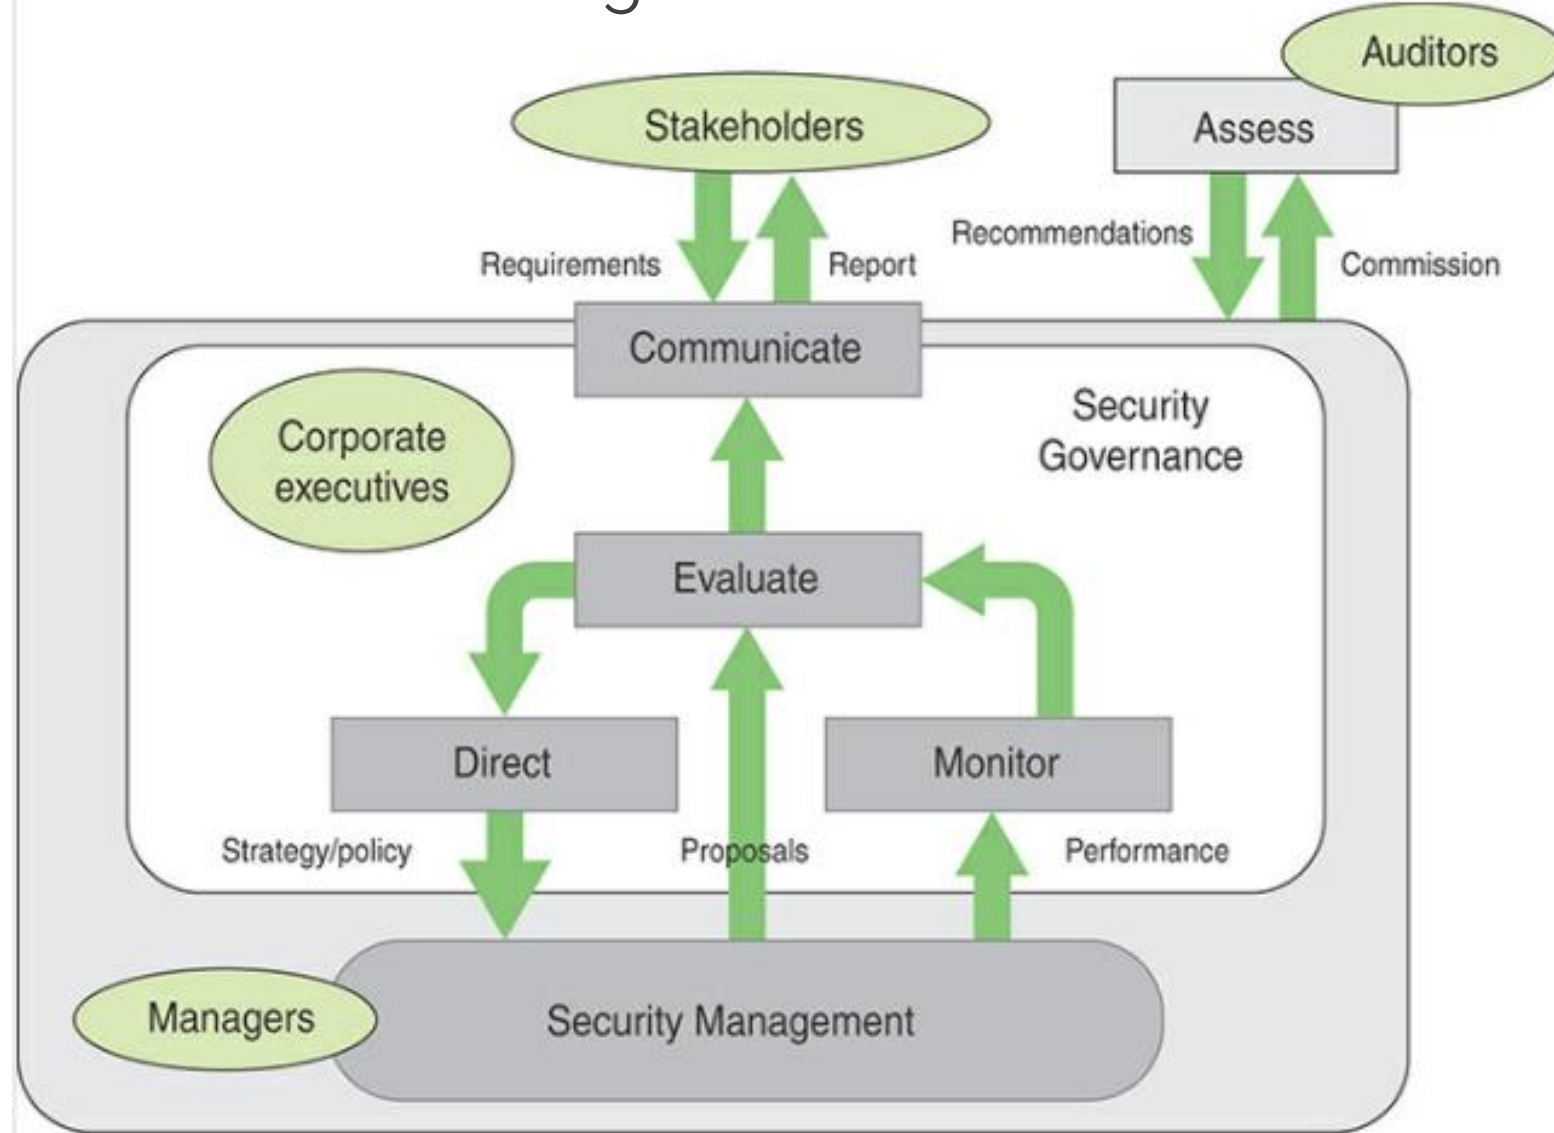 Auditors
Stakeholders
Assess
Recommendations
Requirements
Report
Commission
Communicate
Corporate
executives
Security
Governance
Evaluate
Direct
Monitor
Strategy/policy
Proposals
Performance
Managers
Security Management